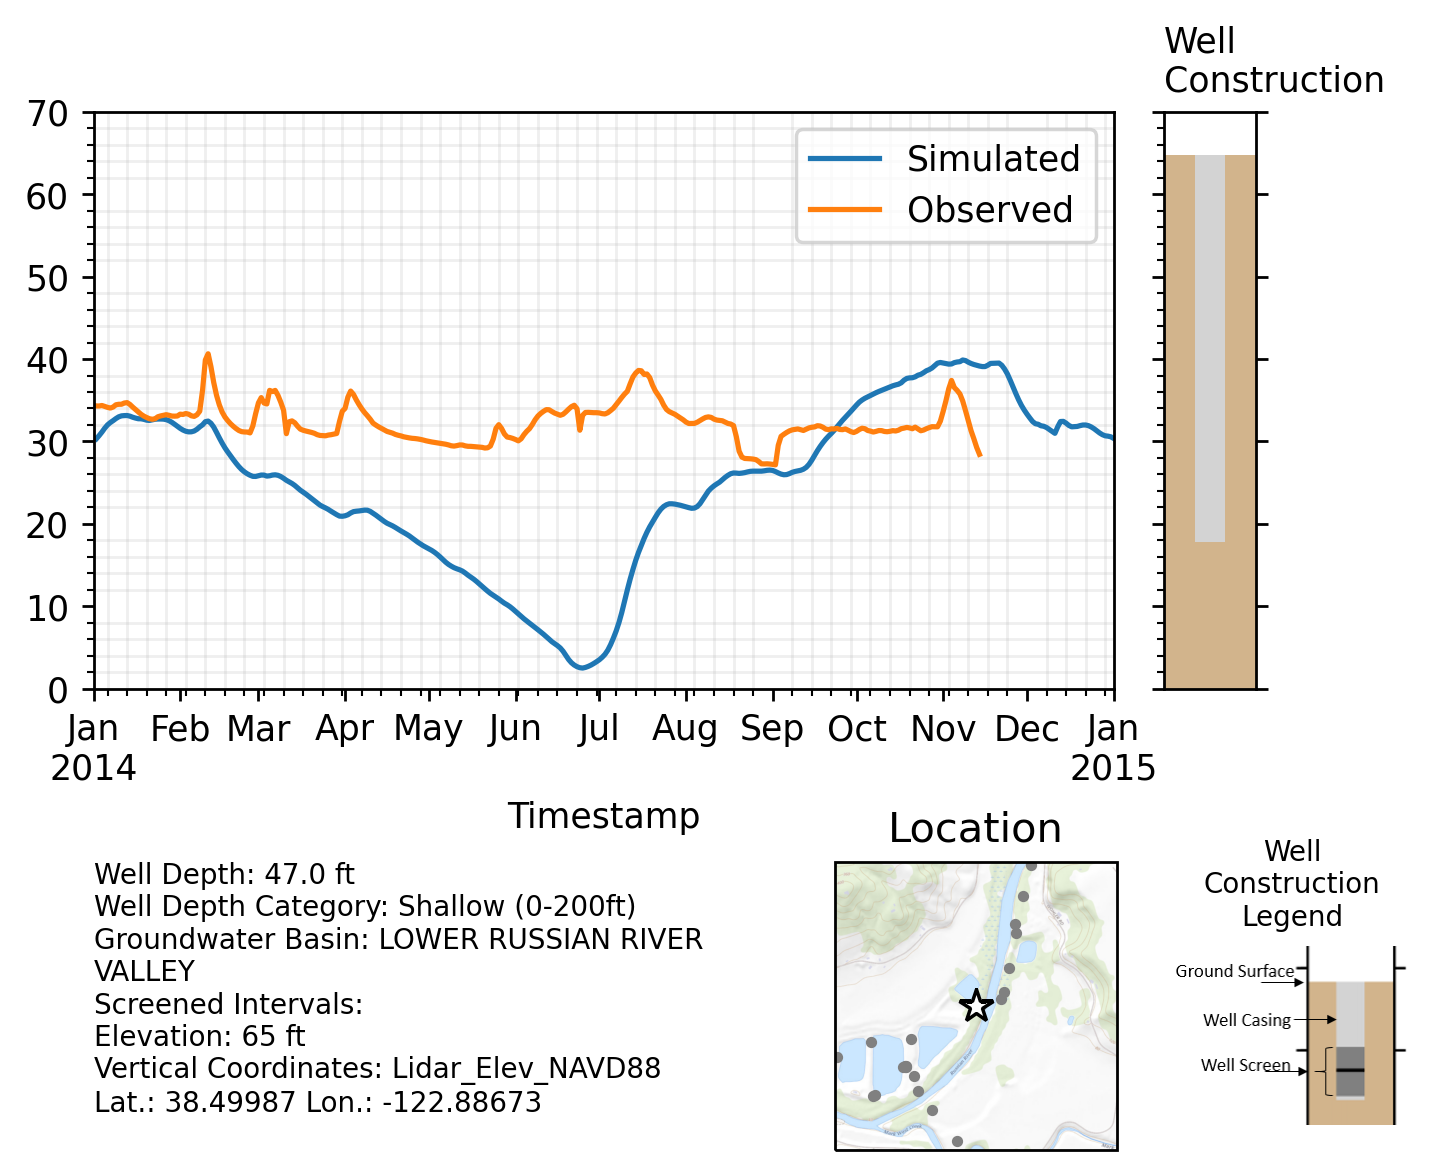 Well
Construction
70
60
50
40
30
20
10
0
Simulated
Observed
Jan
2014
Feb
Mar
Apr
May
Jun
Jul
Aug
Sep
Oct
Nov
Dec
Jan
2015
Timestamp
Well Depth: 47.0 ft
Well Depth Category: Shallow (0-200ft)
Groundwater Basin: LOWER RUSSIAN RIVER
VALLEY
Screened Intervals:
Elevation: 65 ft
Vertical Coordinates: Lidar_Elev_NAVD88
Lat.: 38.49987 Lon.: -122.88673
Location
Well
Construction
Legend
Ground Surface
Well Casing
Well Screen